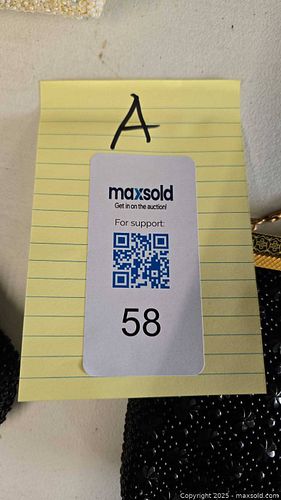 A
maxsold
Get in on the auction!
For support:
58
Copyright 2025 - maxsold.com